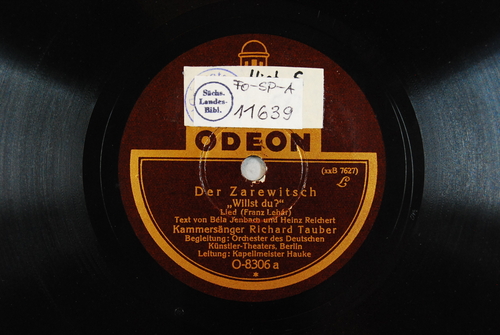 Sächs.
Landes-
Bibl.
Fo-SP-A
11639
ODEON
(xxB 7627)
Der Zarewitsch
„Willst du?"
Lied (Franz Lehár)
Text von Béla Jenbach und Heinz Reichert
Kammersänger Richard Tauber
Begleitung: Orchester des Deutschen
Künstler-Theaters, Berlin
Leitung: Kapellmeister Hauke
O-8306 a
*